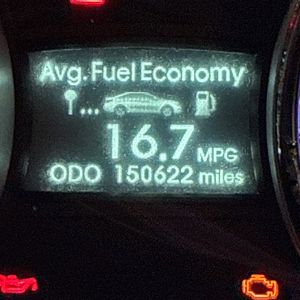 Avg. Fuel Economy
16.7 MPG
ODO 150622 miles